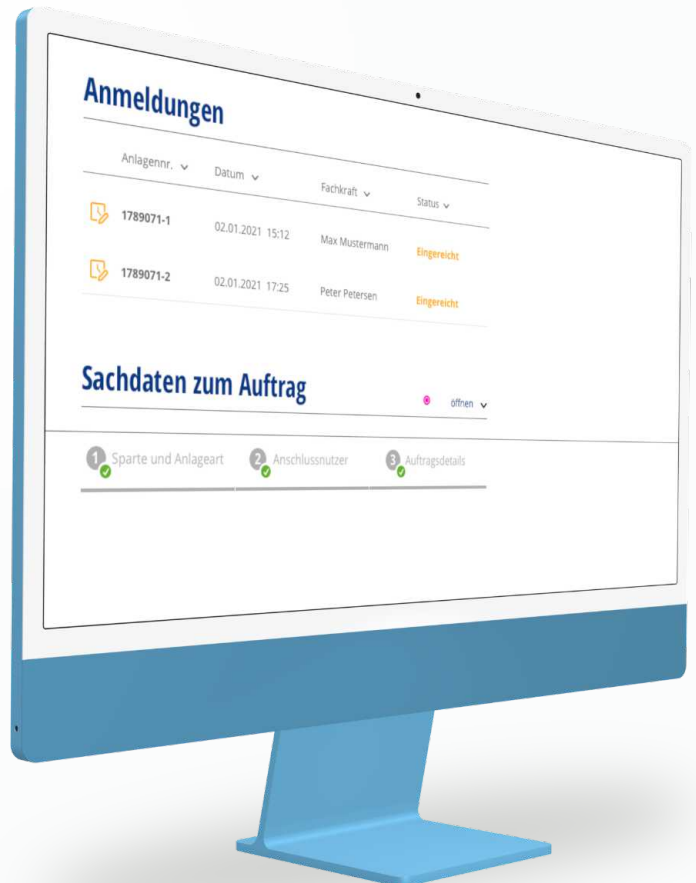 Anmeldungen
Anlagennr. Datum Fachkraft Status
1789071-1 02.01.2021 15:12 Max Mustermann Eingereicht
1789071-2 02.01.2021 17:25 Peter Petersen Eingereicht
Sachdaten zum Auftrag öffnen
1 Sparte und Anlageart 2 Anschlussnutzer 3 Auftragsdetails